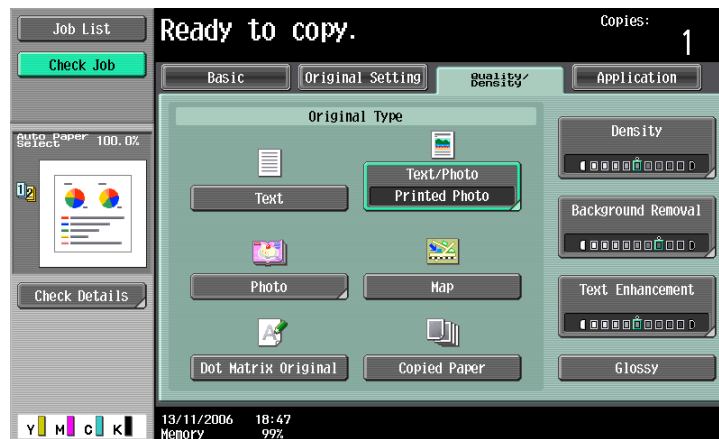 Job List
Check Job
Ready to copy.
Copies:
1
Basic
Original Setting
Quality/
Density
Application
Auto Paper
Select
100.0%
1 2
Check Details
Original Type
Text
Text/Photo
Printed Photo
Photo
Map
Dot Matrix Original
Copied Paper
Density
Background Removal
Text Enhancement
Glossy
Y M C K
13/11/2006 18:47
Memory 99%